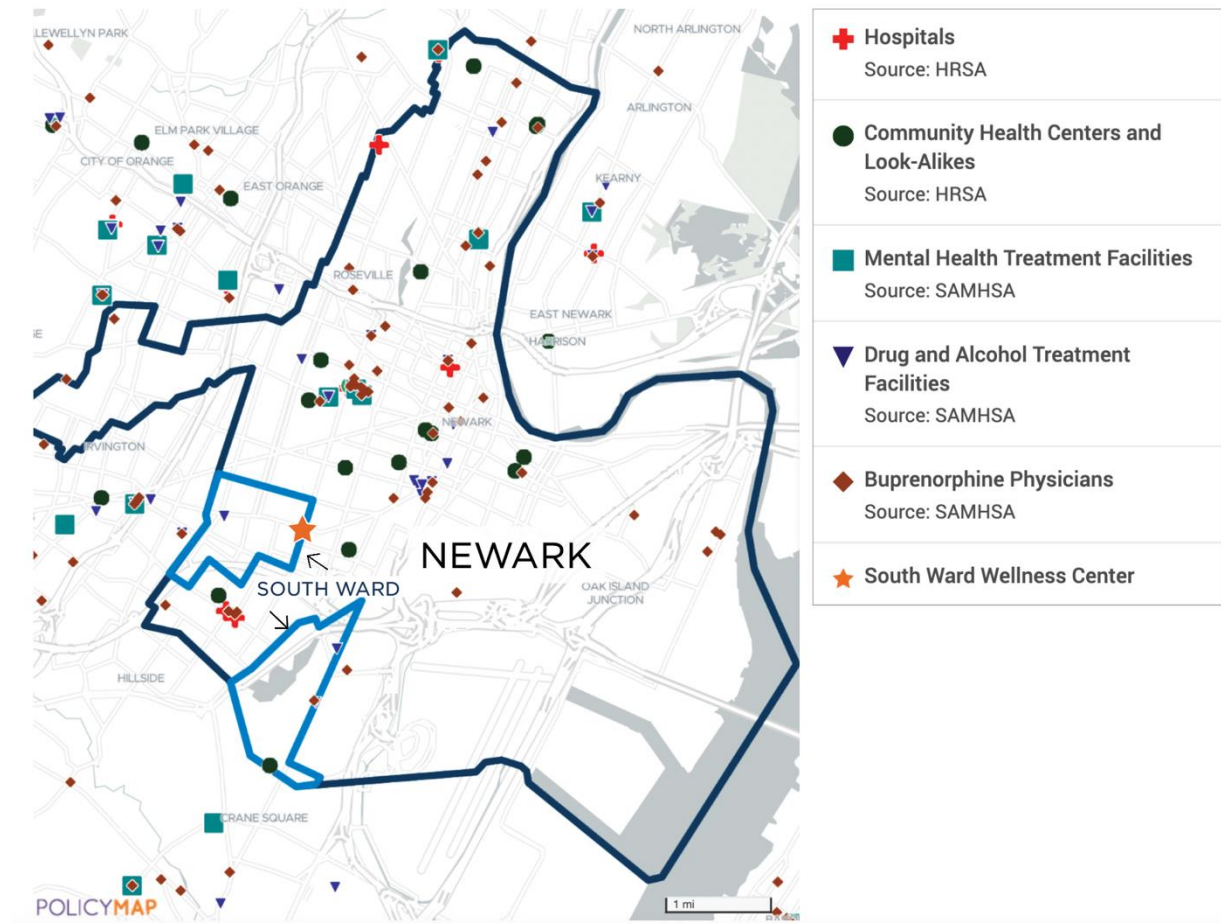 LEWELLYN PARK
NORTH ARLINGTON
ARLINGTON
ELM PARK VILLAGE
CITY OF ORANGE
EAST ORANGE
KEARNY
ROSEVILLE
EAST NEWARK
HARRISON
NEWARK
RVINGTON
NEWARK
SOUTH WARD
OAK ISLAND
JUNCTION
HILLSIDE
CRANE SQUARE
POLICYMAP
1 mi
Hospitals
Source: HRSA
Community Health Centers and
Look-Alikes
Source: HRSA
Mental Health Treatment Facilities
Source: SAMHSA
Drug and Alcohol Treatment
Facilities
Source: SAMHSA
Buprenorphine Physicians
Source: SAMHSA
South Ward Wellness Center